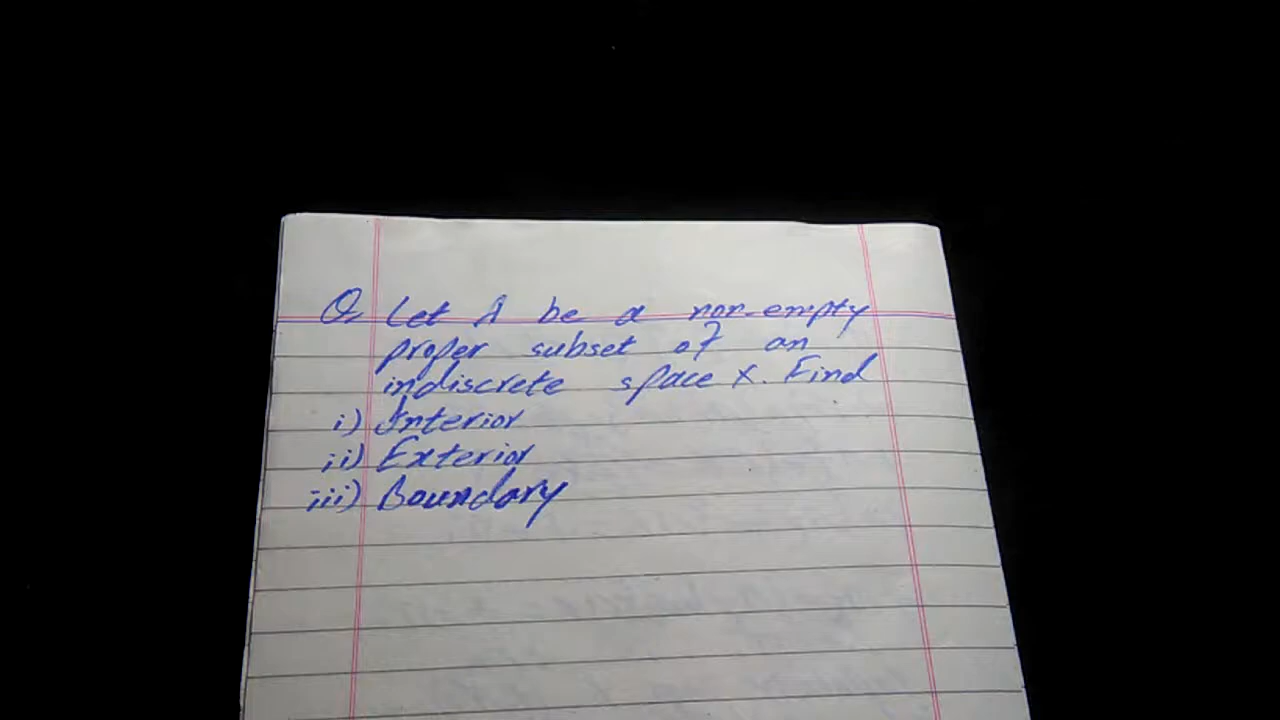 Q. Let A be a non-empty
proper subset of an
indiscrete space X. Find
i) Interior
ii) Exterior
iii) Boundary